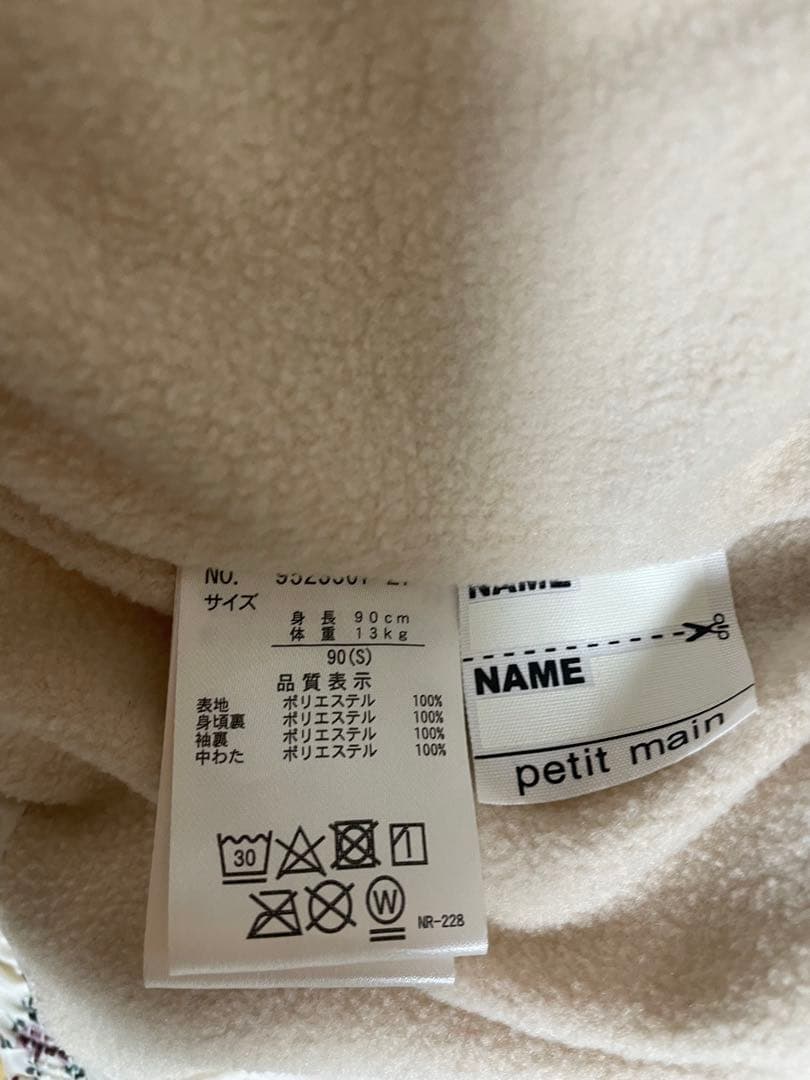 NO.
サイズ
身長 90cm
体重 13kg
90(S)
品質表示
表地 ポリエステル 100%
身頃裏 ポリエステル 100%
袖裏 ポリエステル 100%
中わた ポリエステル 100%
30
W
NR-228
NAME
NAME
petit main